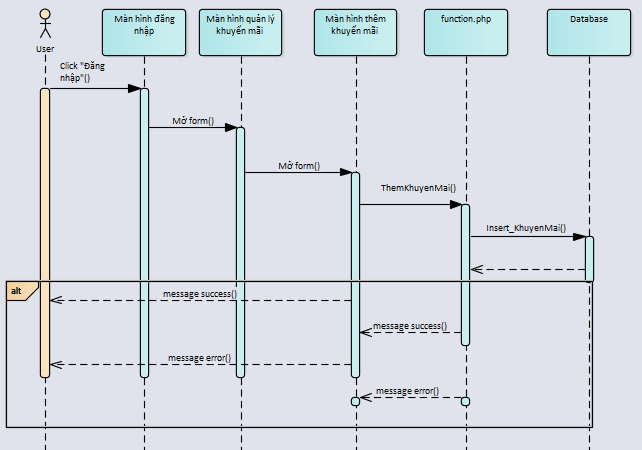 Màn hình đăng
nhập
Màn hình quản lý
khuyến mãi
Màn hình thêm
khuyến mãi
function.php
Database
User
Click "Đăng
nhập"()
Mở form()
Mở form()
ThemKhuyenMai()
Insert_KhuyenMai()
alt
message success()
message success()
message error()
message error()